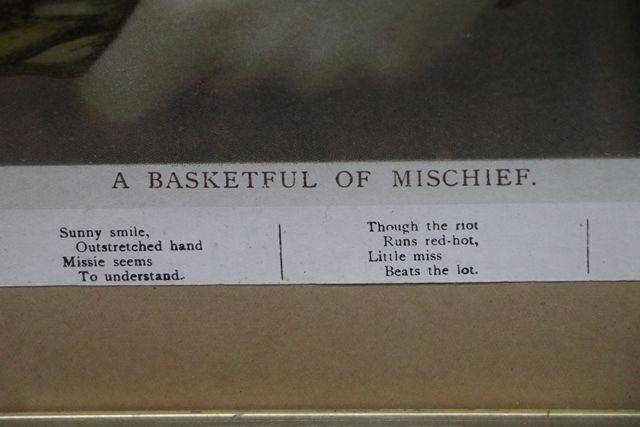 A BASKETFUL OF MISCHIEF.
Sunny smile,
Outstretched hand
Missie seems
To understand.
Though the riot
Runs red-hot,
Little miss
Beats the lot.